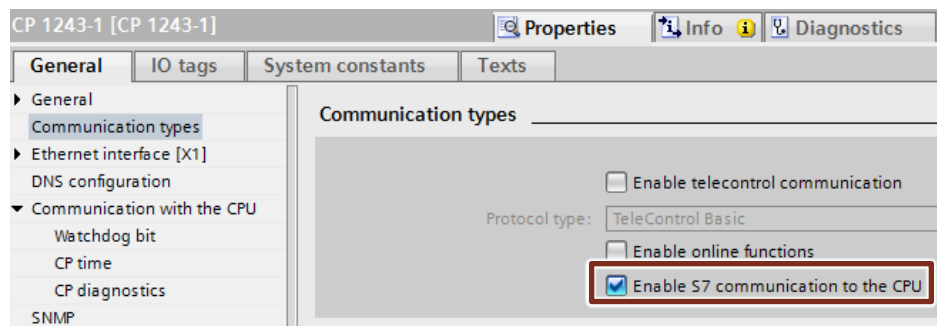 CP 1243-1 [CP 1243-1]
Properties
Info
Diagnostics
General
IO tags
System constants
Texts
General
Communication types
Ethernet interface [X1]
DNS configuration
Communication with the CPU
Watchdog bit
CP time
CP diagnostics
SNMP
Communication types
Enable telecontrol communication
Protocol type: TeleControl Basic
Enable online functions
Enable S7 communication to the CPU